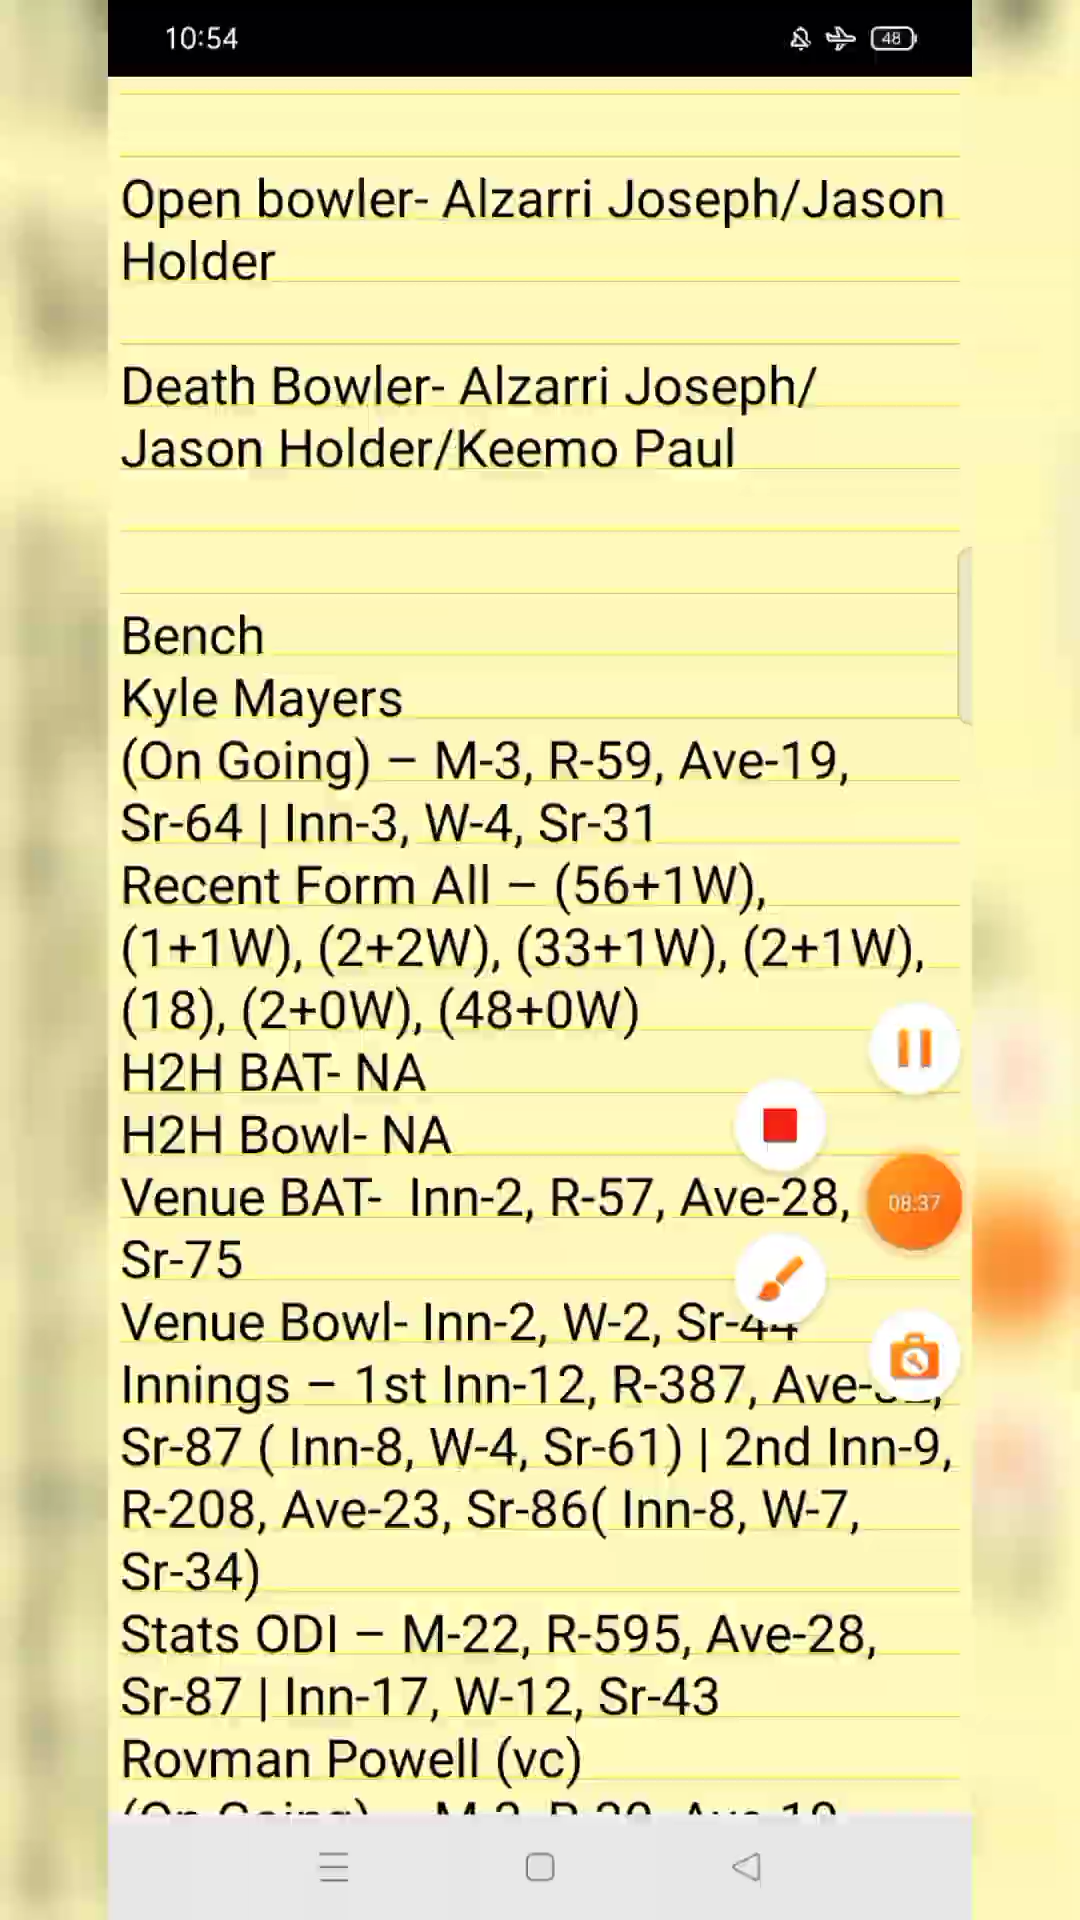 10:54
48
Open bowler- Alzarri Joseph/Jason
Holder
Death Bowler- Alzarri Joseph/
Jason Holder/Keemo Paul
Bench
Kyle Mayers
(On Going) – M-3, R-59, Ave-19,
Sr-64 | Inn-3, W-4, Sr-31
Recent Form All – (56+1W),
(1+1W), (2+2W), (33+1W), (2+1W),
(18), (2+0W), (48+0W)
H2H BAT- NA
H2H Bowl- NA
Venue BAT-  Inn-2, R-57, Ave-28,
08:37
Sr-75
Venue Bowl- Inn-2, W-2, Sr-44
Innings – 1st Inn-12, R-387,
Sr-87 ( Inn-8, W-4, Sr-61) | 2nd Inn-9,
R-208, Ave-23, Sr-86( Inn-8, W-7,
Sr-34)
Stats ODI – M-22, R-595, Ave-28,
Sr-87 | Inn-17, W-12, Sr-43
Rovman Powell (vc)
(On Going) –